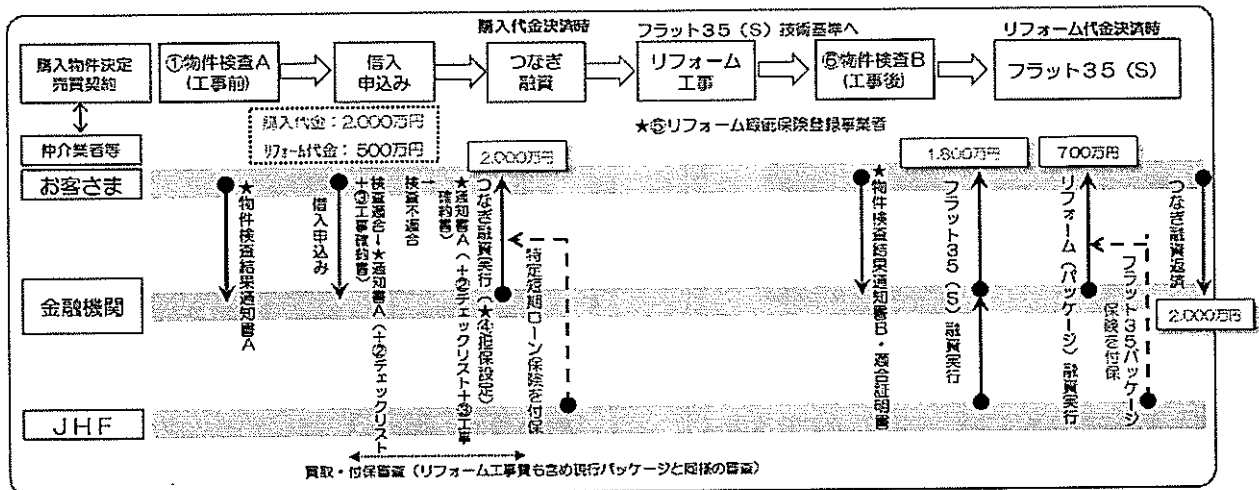 購入代金決済時
フラット35（S）技術基準へ
リフォーム代金決済時
購入物件決定
売買契約
①物件検査A
（工事前）
借入
申込み
つなぎ
融資
リフォーム
工事
⑥物件検査B
（工事後）
フラット35（S）
購入代金：2,000万円
リフォーム代金：500万円
★⑤リフォーム瑕疵保険登録事業者
仲介業者等
お客さま
2,000万円
1,800万円
700万円
★物件検査結果通知書A
借入申込み
検査適合→★通知書A（＋②チェックリスト
＋③工事確約書）
検査不適合
→
★通知書A（＋②チェックリスト＋③工事
確約書）
つなぎ融資実行（★④担保設定）
特定短期ローン保険を付保
★物件検査結果通知書B・適合証明書
フラット35（S）融資実行
リフォーム（パッケージ）融資実行
フラット35パッケージ
保険を付保
つなぎ融資返済
金融機関
2,000万円
JHF
買取・付保審査（リフォーム工事費も含め現行パッケージと同様の審査）